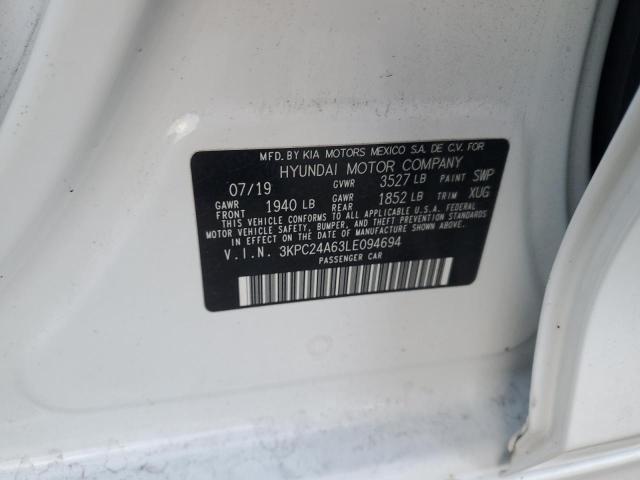 MFD. BY KIA MOTORS MEXICO S.A. DE C.V. FOR
HYUNDAI MOTOR COMPANY
07/19 GVWR 3527 LB PAINT SWP
GAWR FRONT 1940 LB GAWR REAR 1852 LB TRIM XUG
THIS VEHICLE CONFORMS TO ALL APPLICABLE U.S.A. FEDERAL
MOTOR VEHICLE SAFETY, BUMPER, AND THEFT PREVENTION
STANDARDS IN EFFECT ON THE DATE OF MANUFACTURE SHOWN ABOVE.
V.I.N. 3KPC24A63LE094694
PASSENGER CAR